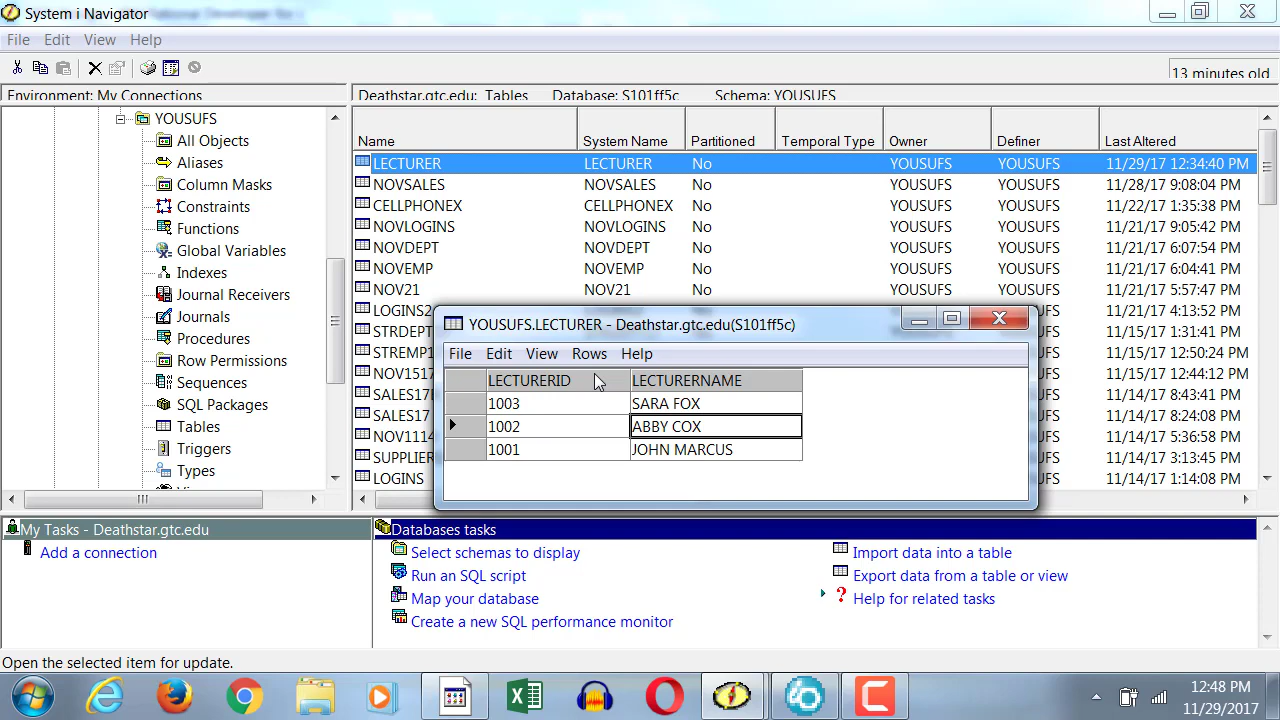 System i Navigator
File Edit View Help
13 minutes old
Environment: My Connections
Deathstar.gtc.edu: Tables Database: S101ff5c Schema: YOUSUFS
YOUSUFS
All Objects
Aliases
Column Masks
Constraints
Functions
Global Variables
Indexes
Journal Receivers
Journals
Procedures
Row Permissions
Sequences
SQL Packages
Tables
Triggers
Types
Name System Name Partitioned Temporal Type Owner Definer Last Altered
LECTURER LECTURER No YOUSUFS YOUSUFS 11/29/17 12:34:40 PM
NOVSALES NOVSALES No YOUSUFS YOUSUFS 11/28/17 9:08:04 PM
CELLPHONEX CELLPHONEX No YOUSUFS YOUSUFS 11/22/17 1:35:38 PM
NOVLOGINS NOVLOGINS No YOUSUFS YOUSUFS 11/21/17 9:05:42 PM
NOVDEPT NOVDEPT No YOUSUFS YOUSUFS 11/21/17 6:07:54 PM
NOVEMP NOVEMP No YOUSUFS YOUSUFS 11/21/17 6:04:41 PM
NOV21 NOV21 No YOUSUFS YOUSUFS 11/21/17 5:57:47 PM
LOGINS2 11/21/17 4:13:52 PM
STRDEPT 11/15/17 1:31:41 PM
STREMP1 11/15/17 12:50:24 PM
NOV1517 11/15/17 12:44:12 PM
SALES17 11/14/17 8:43:41 PM
SALES17 11/14/17 8:24:08 PM
NOV1114 11/14/17 5:36:58 PM
SUPPLIER 11/14/17 3:13:45 PM
LOGINS 11/14/17 1:14:08 PM
YOUSUFS.LECTURER - Deathstar.gtc.edu(S101ff5c)
File Edit View Rows Help
LECTURERID LECTURERNAME
1003 SARA FOX
1002 ABBY COX
1001 JOHN MARCUS
My Tasks - Deathstar.gtc.edu
Add a connection
Databases tasks
Select schemas to display
Run an SQL script
Map your database
Create a new SQL performance monitor
Import data into a table
Export data from a table or view
Help for related tasks
Open the selected item for update.
12:48 PM
11/29/2017